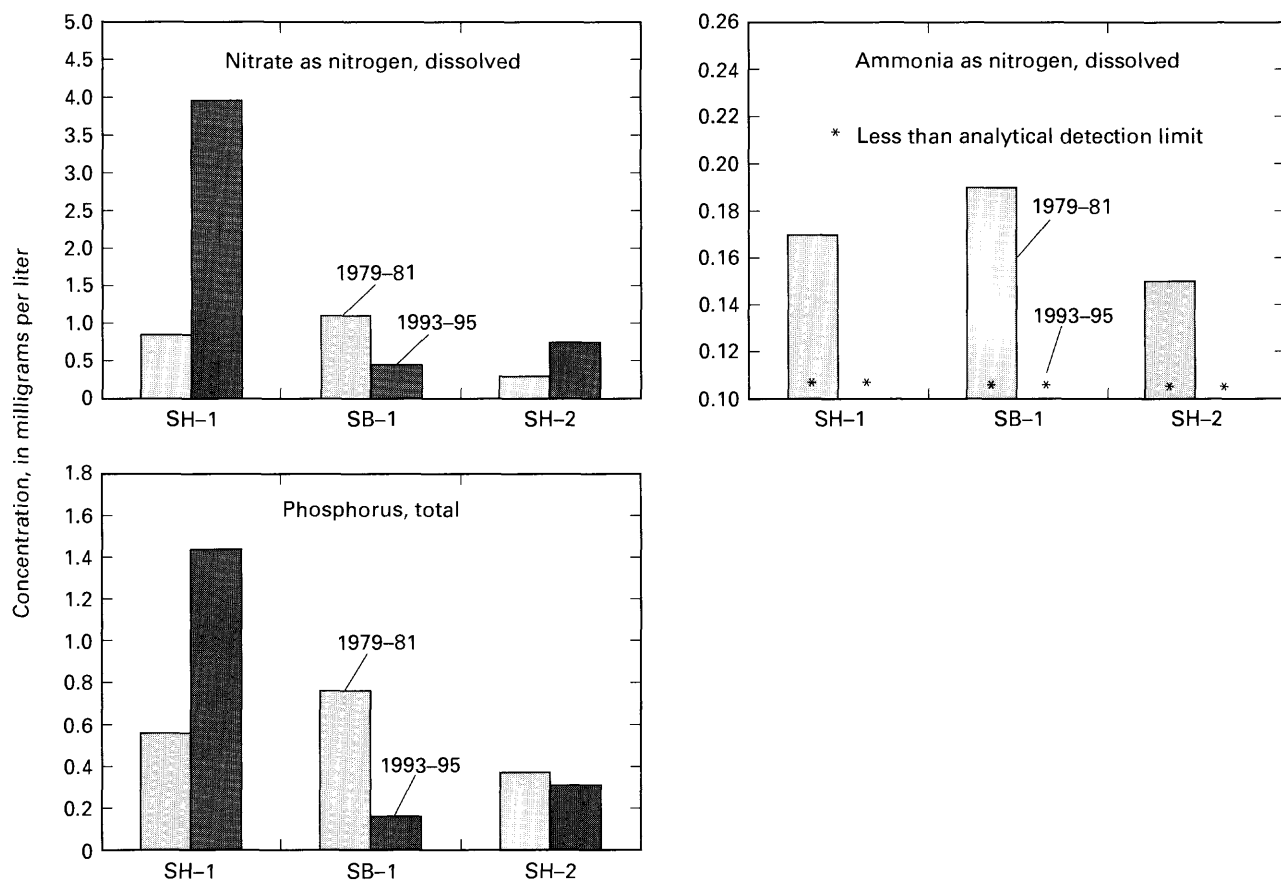 Concentration, in milligrams per liter
Nitrate as nitrogen, dissolved
5.0
4.5
4.0
3.5
3.0
2.5
2.0
1.5
1.0
0.5
0
1979–81
1993–95
SH–1
SB–1
SH–2
Ammonia as nitrogen, dissolved
* Less than analytical detection limit
0.26
0.24
0.22
0.20
0.18
0.16
0.14
0.12
0.10
1979–81
1993–95
* * * * * *
SH–1
SB–1
SH–2
Phosphorus, total
1.8
1.6
1.4
1.2
1.0
0.8
0.6
0.4
0.2
0
1979–81
1993–95
SH–1
SB–1
SH–2